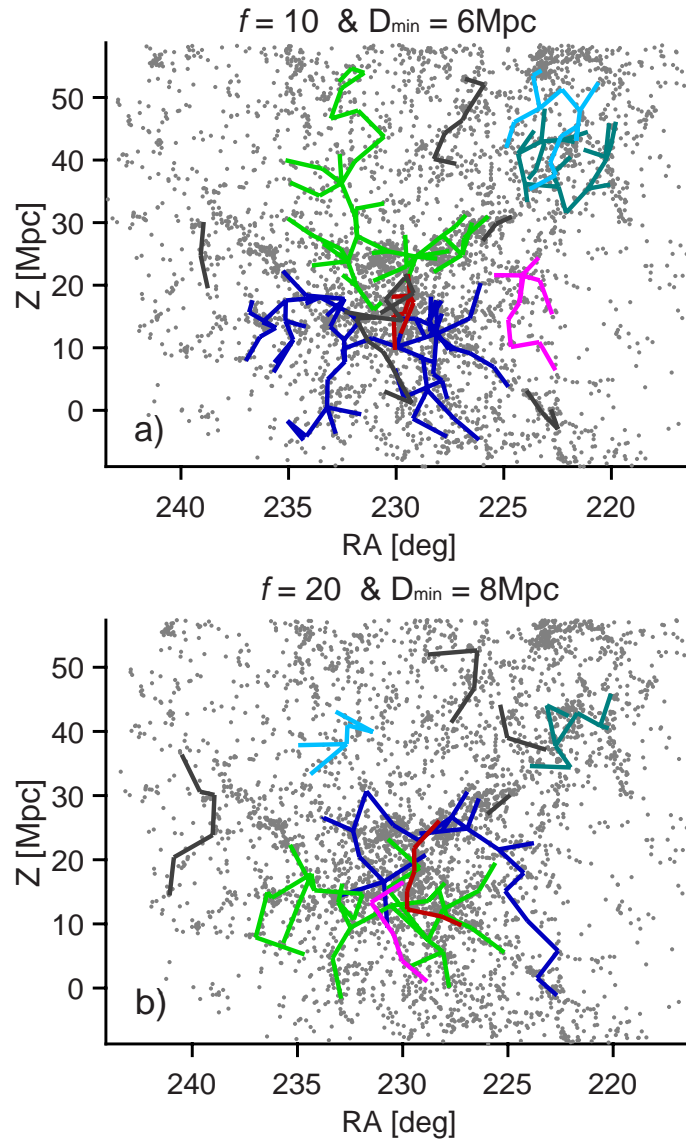 f = 10 & Dmin = 6Mpc
50
40
30
20
10
0
Z [Mpc]
a)
240 235 230 225 220
RA [deg]
f = 20 & Dmin = 8Mpc
50
40
30
20
10
0
Z [Mpc]
b)
240 235 230 225 220
RA [deg]